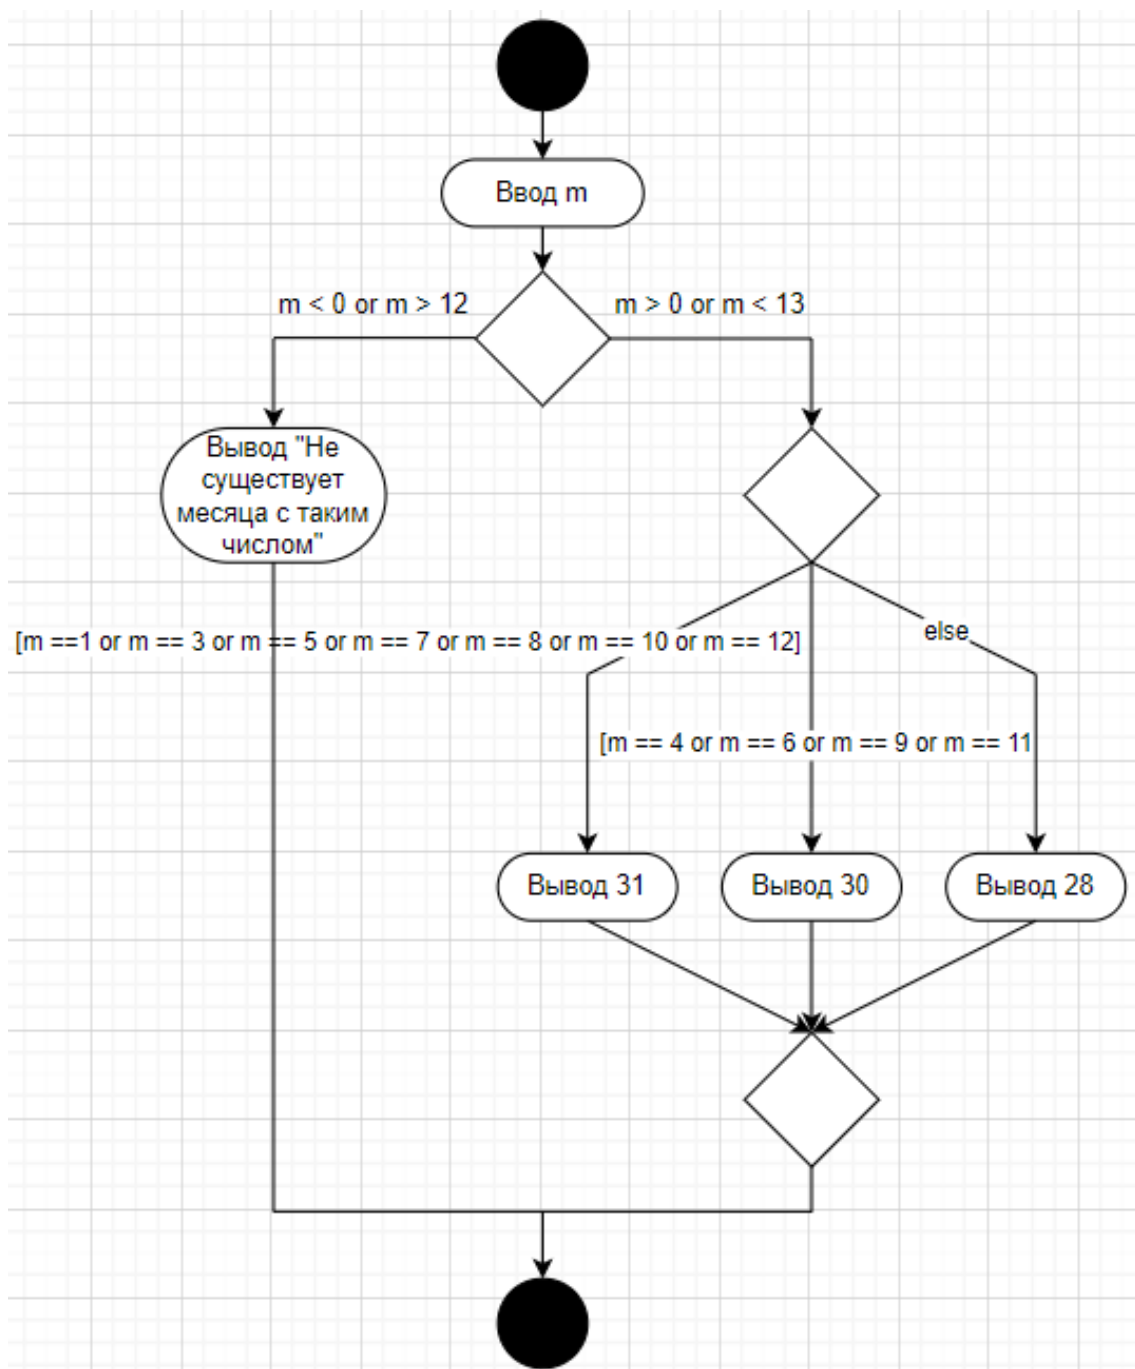 Ввод m
m < 0 or m > 12
m > 0 or m < 13
Вывод "Не
существует
месяца с таким
числом"
[m ==1 or m == 3 or m == 5 or m == 7 or m == 8 or m == 10 or m == 12]
else
[m == 4 or m == 6 or m == 9 or m == 11
Вывод 31
Вывод 30
Вывод 28